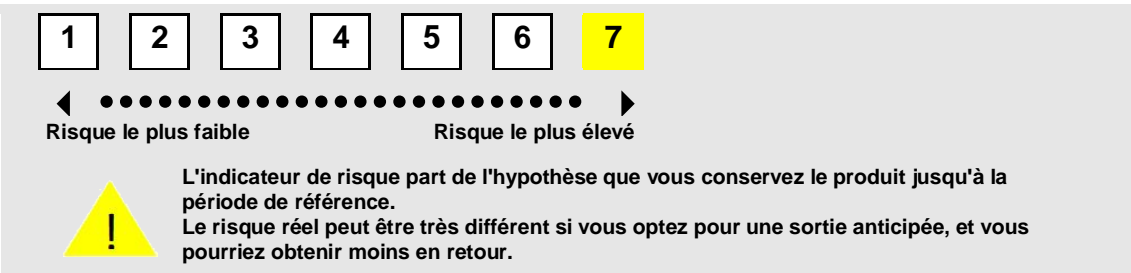 1 2 3 4 5 6 7
Risque le plus faible Risque le plus élevé
!
L'indicateur de risque part de l'hypothèse que vous conservez le produit jusqu'à la
période de référence.
Le risque réel peut être très différent si vous optez pour une sortie anticipée, et vous
pourriez obtenir moins en retour.